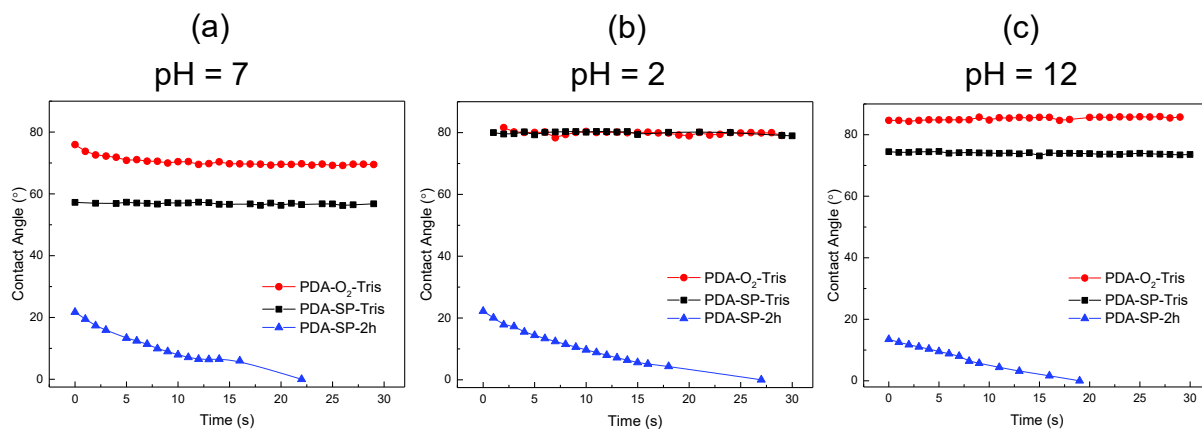 (a)
pH = 7
Contact Angle (°)
80
60
40
20
0
PDA-O₂-Tris
PDA-SP-Tris
PDA-SP-2h
0
5
10
15
20
25
30
Time (s)
(b)
pH = 2
Contact Angle (°)
100
80
60
40
20
0
PDA-O₂-Tris
PDA-SP-Tris
PDA-SP-2h
0
5
10
15
20
25
30
Time (s)
(c)
pH = 12
Contact Angle (°)
80
60
40
20
0
PDA-O₂-Tris
PDA-SP-Tris
PDA-SP-2h
0
5
10
15
20
25
30
Time (s)